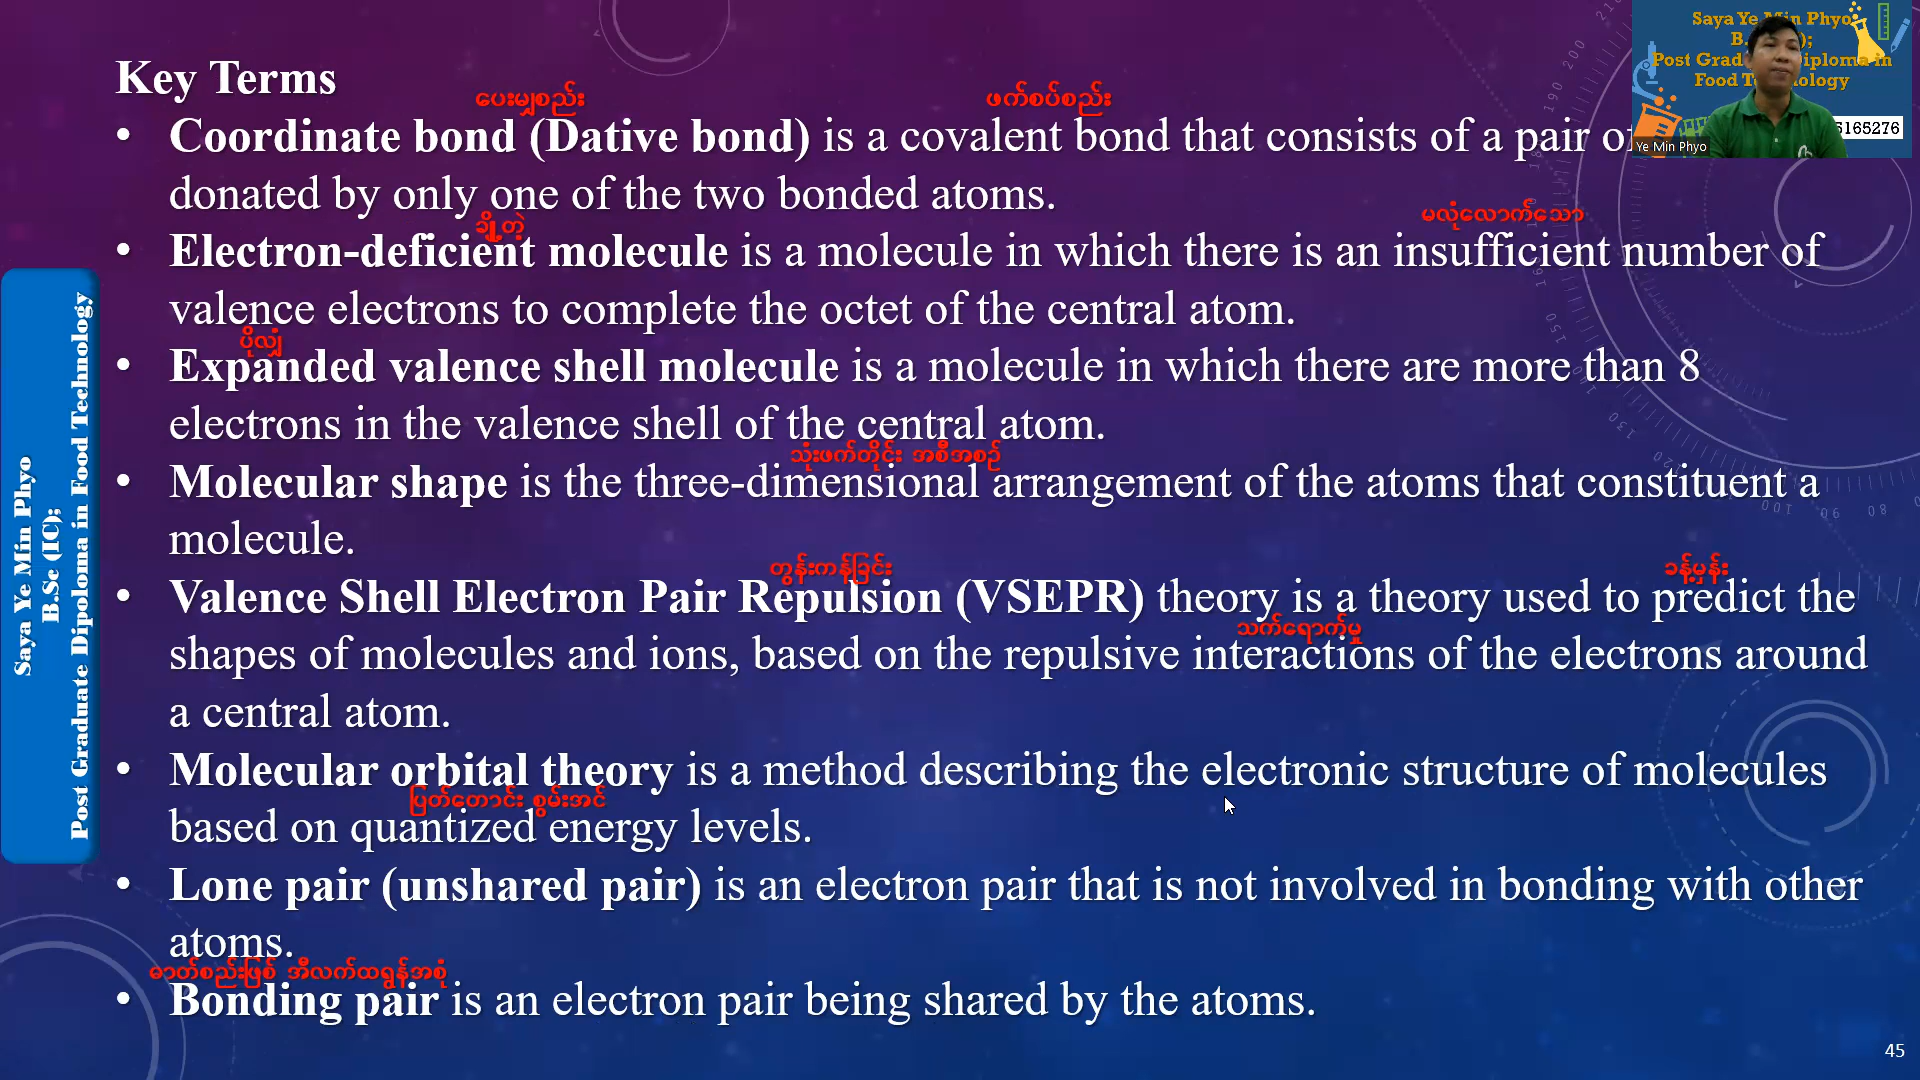 Key Terms
ပေးမျှစည်း ဖက်စပ်စည်း
• Coordinate bond (Dative bond) is a covalent bond that consists of a pair of
donated by only one of the two bonded atoms.
ချို့တဲ့ မလုံလောက်သော
• Electron-deficient molecule is a molecule in which there is an insufficient number of
valence electrons to complete the octet of the central atom.
ပိုလျှံ
• Expanded valence shell molecule is a molecule in which there are more than 8
electrons in the valence shell of the central atom.
သုံးဖက်တိုင်း အစီအစဉ်
• Molecular shape is the three-dimensional arrangement of the atoms that constituent a
molecule.
တွန်းကန်ခြင်း ခန့်မှန်း
• Valence Shell Electron Pair Repulsion (VSEPR) theory is a theory used to predict the
သက်ရောက်မှု
shapes of molecules and ions, based on the repulsive interactions of the electrons around
a central atom.
• Molecular orbital theory is a method describing the electronic structure of molecules
ပြတ်တောင်း စွမ်းအင်
based on quantized energy levels.
• Lone pair (unshared pair) is an electron pair that is not involved in bonding with other
atoms.
ဓာတ်စည်းဖြစ် အီလက်ထရွန်အစုံ
• Bonding pair is an electron pair being shared by the atoms.
45
Saya Ye Min Phyo
B.Sc (IC);
Post Graduate Dipoloma in Food Technology
Saya Ye Min Phyo
Post Food
6165276
Ye Min Phyo